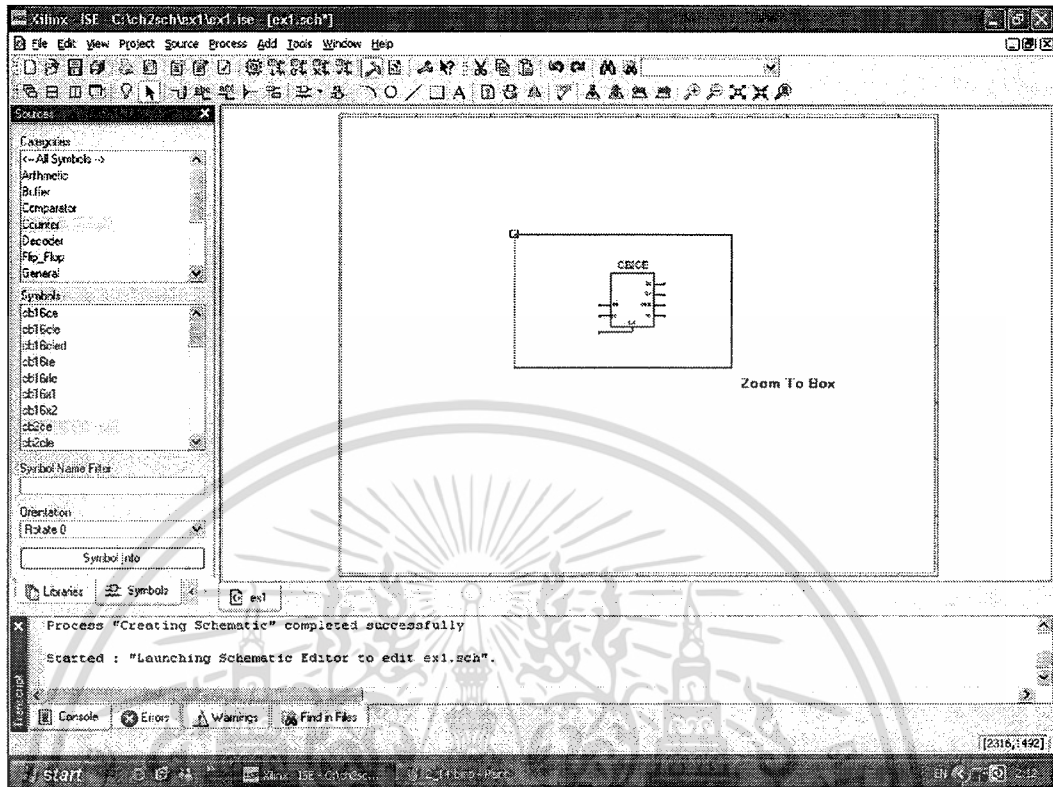 Xilinx - ISE - C:\ch2sch\ex1\ex1.ise - [ex1.sch*]
File Edit View Project Source Process Add Tools Window Help
Sources
Categories
<-- All Symbols -->
Arithmetic
Buffer
Comparator
Counter
Decoder
Flip_Flop
General
Symbols
cb16ce
cb16cle
cb16cled
cb16re
cb16rle
cb16x1
cb16x2
cb2ce
cb2cle
Symbol Name Filter
Orientation
Rotate 0
Symbol Info
Libraries Symbols
ex1
Zoom To Box
Process "Creating Schematic" completed successfully
Started : "Launching Schematic Editor to edit ex1.sch".
Transcript
Console Errors Warnings Find in Files
[2316,1492]
start Xilinx - ISE - C:\ch2sc...
EN 2:12